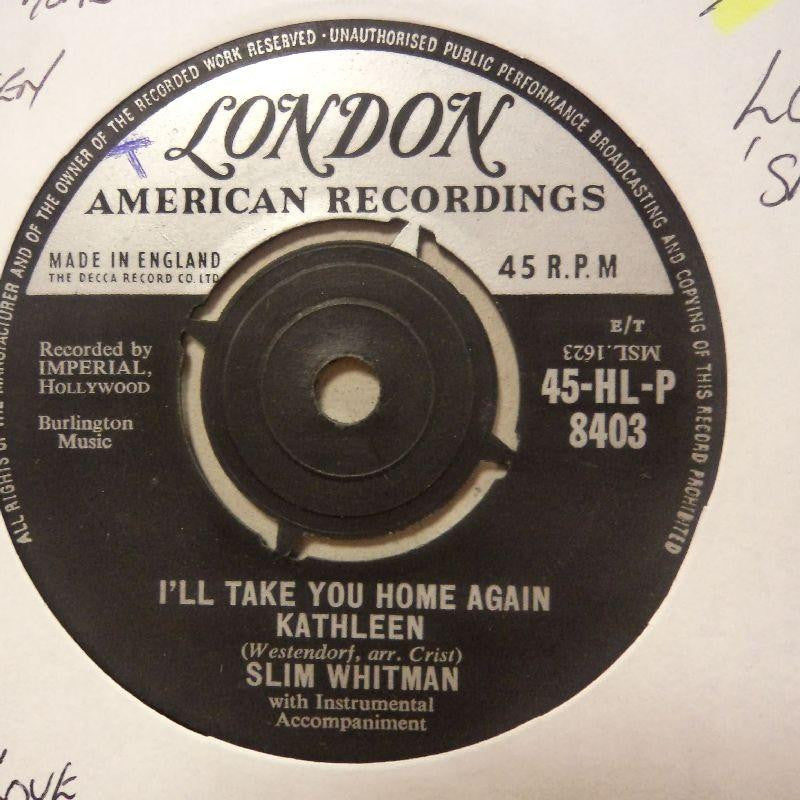 ALL RIGHTS OF THE MANUFACTURER AND OF THE OWNER OF THE RECORDED WORK RESERVED · UNAUTHORISED PUBLIC PERFORMANCE BROADCASTING AND COPYING OF THIS RECORD PROHIBITED
LONDON
AMERICAN RECORDINGS
MADE IN ENGLAND
THE DECCA RECORD CO. LTD
45 R.P.M
E/T
MSL.1623
45-HL-P
8403
Recorded by
IMPERIAL,
HOLLYWOOD
Burlington
Music
I'LL TAKE YOU HOME AGAIN
KATHLEEN
(Westendorf, arr. Crist)
SLIM WHITMAN
with Instrumental
Accompaniment